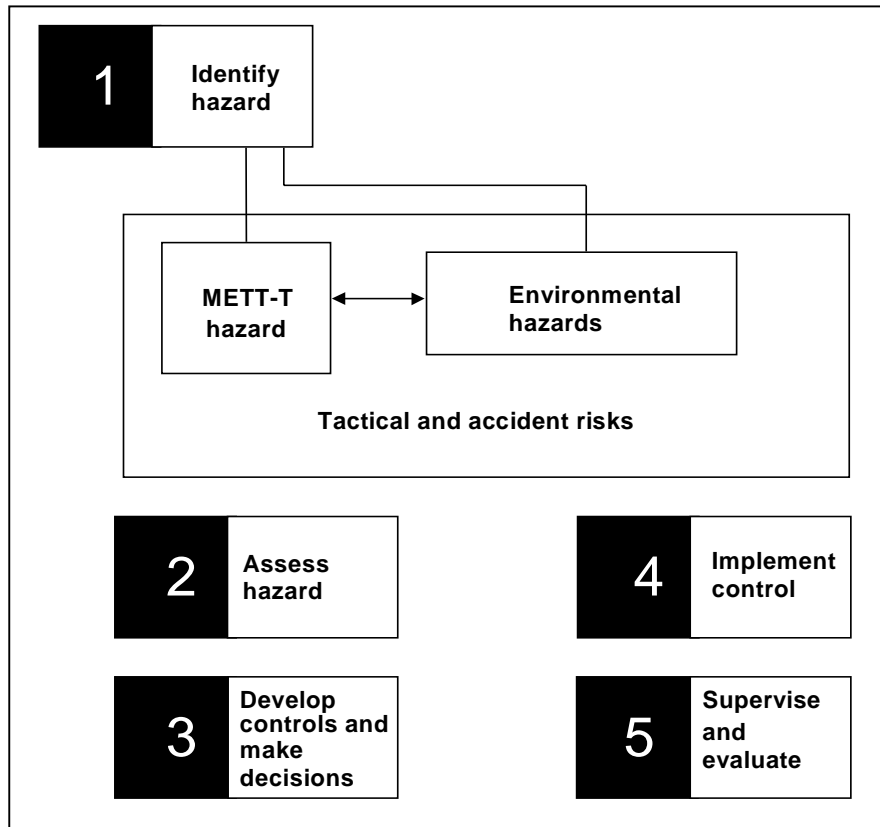 1
Identify
hazard
METT-T
hazard
Environmental
hazards
Tactical and accident risks
2
Assess
hazard
3
Develop
controls and
make
decisions
4
Implement
control
5
Supervise
and
evaluate